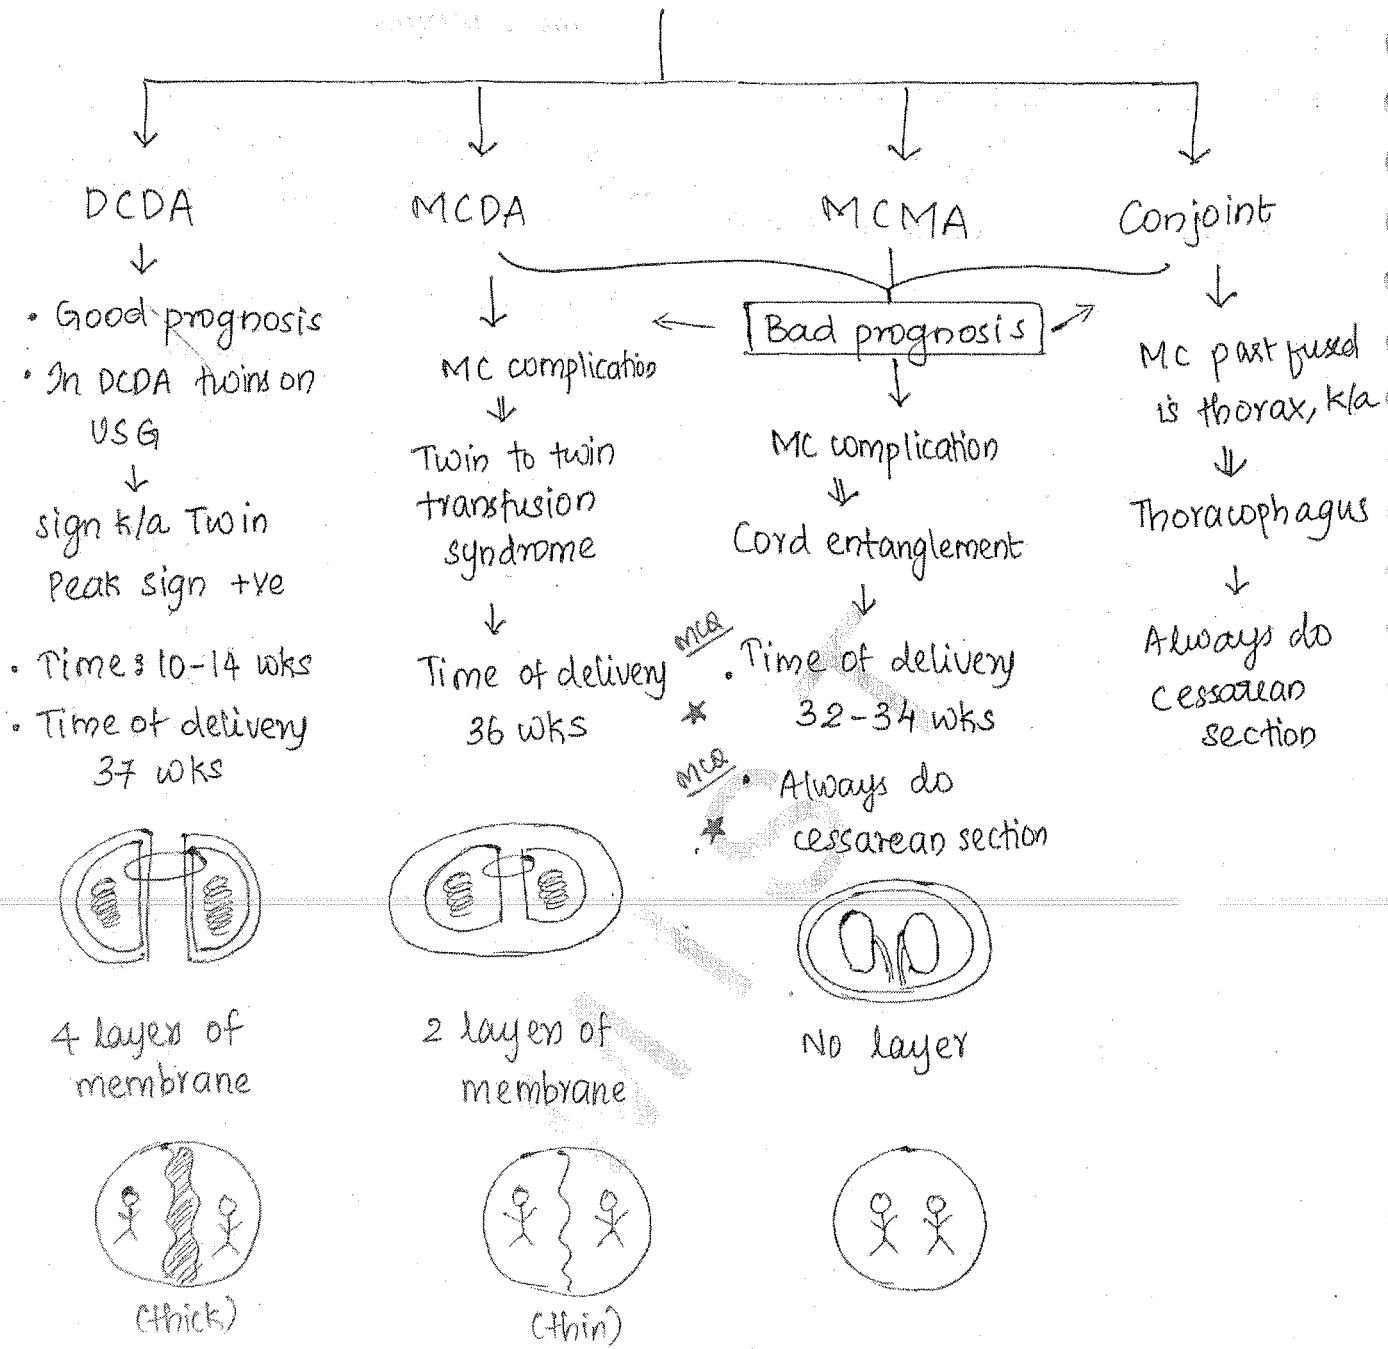 DCDA
MCDA
MCMA
Conjoint
• Good prognosis
• In DCDA twins on
USG
sign k/a Twin
Peak sign +ve
• Time : 10-14 wks
• Time of delivery
37 wks
4 layer of
membrane
(thick)
MC complication
Twin to twin
transfusion
syndrome
Time of delivery
36 wks
2 layer of
membrane
(thin)
Bad prognosis
MC complication
Cord entanglement
MCQ
• Time of delivery
32-34 wks
MCQ
• Always do
cessarean section
No layer
MC part fused
is thorax, k/a
Thoracophagus
Always do
cessarean
section